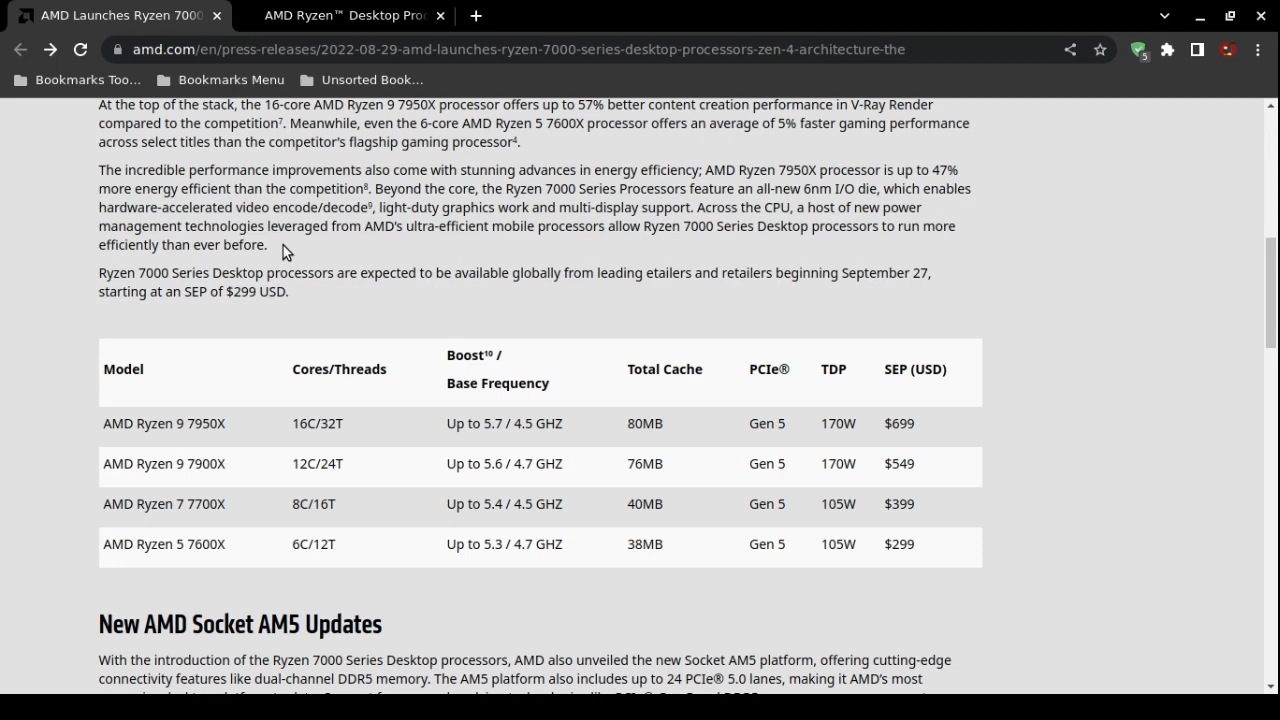 AMD Launches Ryzen 7000
AMD Ryzen™ Desktop Proc
amd.com/en/press-releases/2022-08-29-amd-launches-ryzen-7000-series-desktop-processors-zen-4-architecture-the
5
Bookmarks Too... Bookmarks Menu Unsorted Book...
At the top of the stack, the 16-core AMD Ryzen 9 7950X processor offers up to 57% better content creation performance in V-Ray Render
compared to the competition⁷. Meanwhile, even the 6-core AMD Ryzen 5 7600X processor offers an average of 5% faster gaming performance
across select titles than the competitor's flagship gaming processor⁴.
The incredible performance improvements also come with stunning advances in energy efficiency; AMD Ryzen 7950X processor is up to 47%
more energy efficient than the competition⁸. Beyond the core, the Ryzen 7000 Series Processors feature an all-new 6nm I/O die, which enables
hardware-accelerated video encode/decode⁹, light-duty graphics work and multi-display support. Across the CPU, a host of new power
management technologies leveraged from AMD's ultra-efficient mobile processors allow Ryzen 7000 Series Desktop processors to run more
efficiently than ever before.
Ryzen 7000 Series Desktop processors are expected to be available globally from leading etailers and retailers beginning September 27,
starting at an SEP of $299 USD.
Model Cores/Threads Boost¹⁰ / Base Frequency Total Cache PCIe® TDP SEP (USD)
AMD Ryzen 9 7950X 16C/32T Up to 5.7 / 4.5 GHZ 80MB Gen 5 170W $699
AMD Ryzen 9 7900X 12C/24T Up to 5.6 / 4.7 GHZ 76MB Gen 5 170W $549
AMD Ryzen 7 7700X 8C/16T Up to 5.4 / 4.5 GHZ 40MB Gen 5 105W $399
AMD Ryzen 5 7600X 6C/12T Up to 5.3 / 4.7 GHZ 38MB Gen 5 105W $299
New AMD Socket AM5 Updates
With the introduction of the Ryzen 7000 Series Desktop processors, AMD also unveiled the new Socket AM5 platform, offering cutting-edge
connectivity features like dual-channel DDR5 memory. The AM5 platform also includes up to 24 PCIe® 5.0 lanes, making it AMD's most